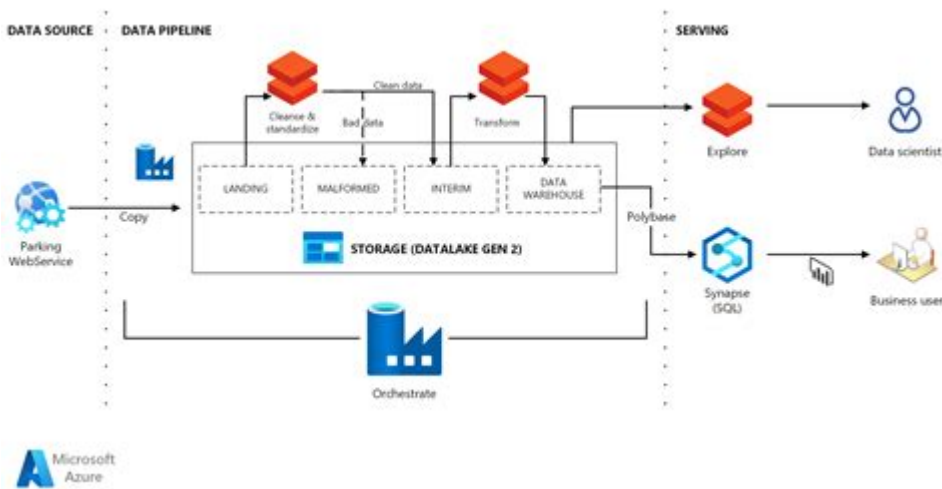 DATA SOURCE
DATA PIPELINE
SERVING
Cleanse &
standardize
Clean data
Bad data
Transform
Explore
Data scientist
LANDING
MALFORMED
INTERIM
DATA
WAREHOUSE
Copy
Polybase
Parking
WebService
STORAGE (DATALAKE GEN 2)
Synapse
(SQL)
Business user
Orchestrate
Microsoft
Azure